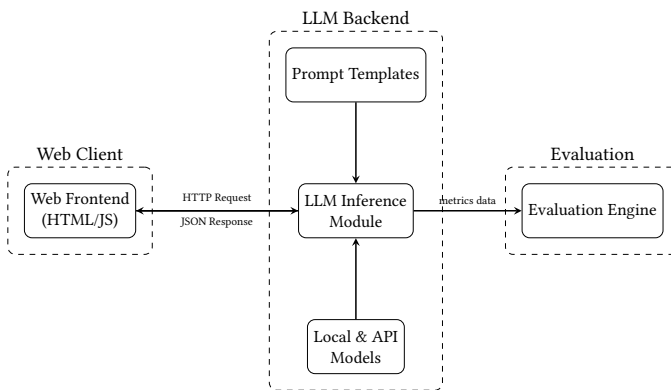 LLM Backend
Prompt Templates
Web Client
Web Frontend
(HTML/JS)
HTTP Request
JSON Response
LLM Inference
Module
metrics data
Evaluation
Evaluation Engine
Local & API
Models